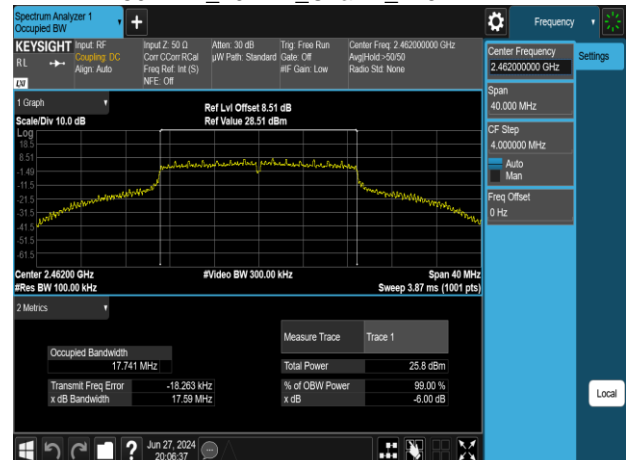 Spectrum Analyzer 1
Occupied BW
Frequency
KEYSIGHT
Input: RF
Coupling: DC
Align: Auto
Input Z: 50 Ω
Corr CCorr RCal
Freq Ref: Int (S)
NFE: Off
Atten: 30 dB
µW Path: Standard
Trig: Free Run
Gate: Off
#IF Gain: Low
Center Freq: 2.462000000 GHz
Avg|Hold:>50/50
Radio Std: None
RL
LXI
Center Frequency
2.462000000 GHz
Settings
Span
40.000 MHz
CF Step
4.000000 MHz
Auto
Man
Freq Offset
0 Hz
Local
1 Graph
Scale/Div 10.0 dB
Ref Lvl Offset 8.51 dB
Ref Value 28.51 dBm
Log
18.5
8.51
-1.49
-11.5
-21.5
-31.5
-41.5
-51.5
-61.5
Center 2.46200 GHz
#Video BW 300.00 kHz
Span 40 MHz
#Res BW 100.00 kHz
Sweep 3.87 ms (1001 pts)
2 Metrics
Measure Trace
Trace 1
Occupied Bandwidth
17.741 MHz
Total Power
25.8 dBm
Transmit Freq Error
-18.263 kHz
% of OBW Power
99.00 %
x dB Bandwidth
17.59 MHz
x dB
-6.00 dB
Jun 27, 2024
20:06:37